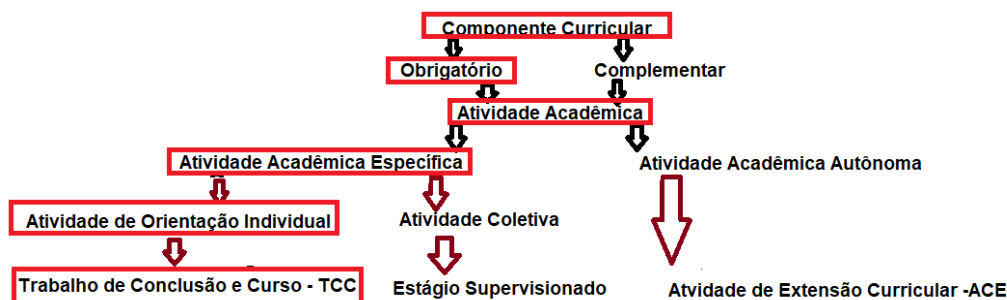 Componente Curricular
Obrigatório
Complementar
Atividade Acadêmica
Atividade Acadêmica Específica
Atividade Acadêmica Autônoma
Atividade de Orientação Individual
Atividade Coletiva
Trabalho de Conclusão e Curso - TCC
Estágio Supervisionado
Atvidade de Extensão Curricular -ACE